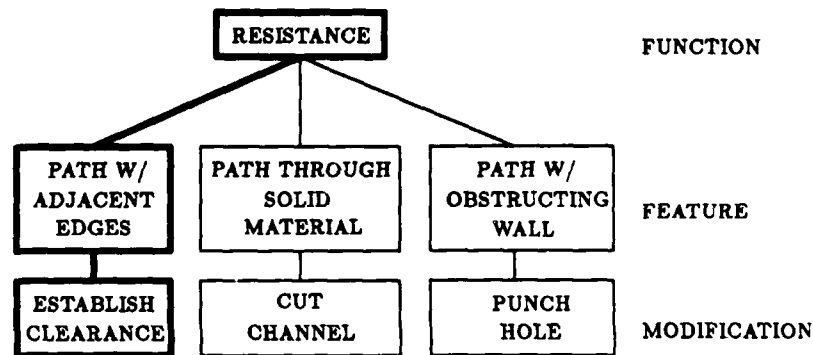 RESISTANCE
FUNCTION
PATH W/
ADJACENT
EDGES
PATH THROUGH
SOLID
MATERIAL
PATH W/
OBSTRUCTING
WALL
FEATURE
ESTABLISH
CLEARANCE
CUT
CHANNEL
PUNCH
HOLE
MODIFICATION